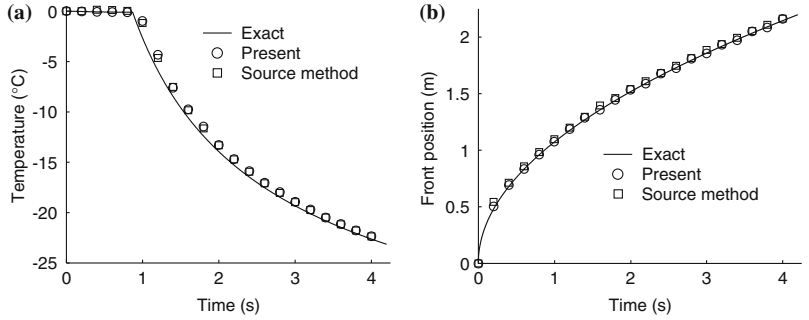 (a)
0
-5
-10
-15
-20
-25
Temperature (°C)
Exact
Present
Source method
0
1
2
3
4
Time (s)
(b)
2
1.5
1
0.5
0
Front position (m)
Exact
Present
Source method
0
1
2
3
4
Time (s)